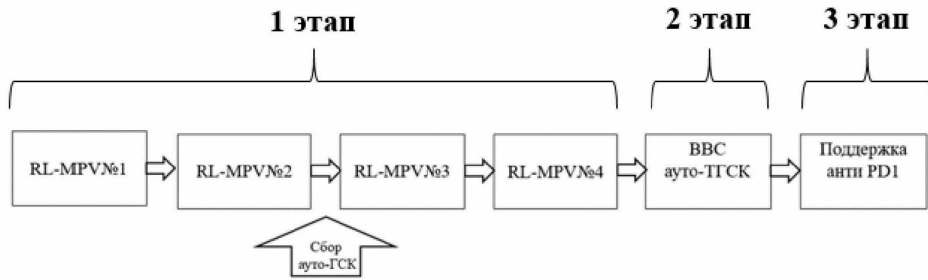 1 этап
2 этап
3 этап
RL-MPV№1
RL-MPV№2
RL-MPV№3
RL-MPV№4
ВВС
ауто-ТГСК
Поддержка
анти PD1
Сбор
ауто-ГСК